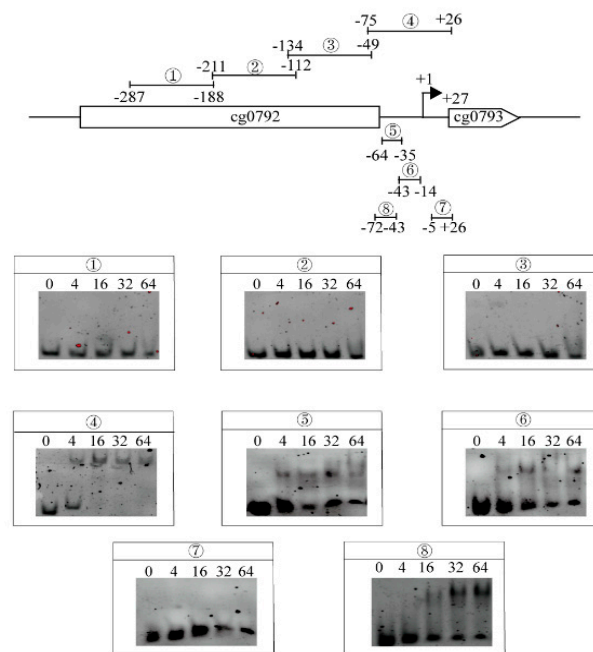 -75 ④ +26
-134 ③ -49
-211 ② -112
① +1
-287 -188 +27
cg0792 cg0793
⑤
-64 -35
⑥
-43 -14
⑧ ⑦
-72-43 -5 +26
① ② ③
0 4 16 32 64 0 4 16 32 64 0 4 16 32 64
④ ⑤ ⑥
0 4 16 32 64 0 4 16 32 64 0 4 16 32 64
⑦ ⑧
0 4 16 32 64 0 4 16 32 64